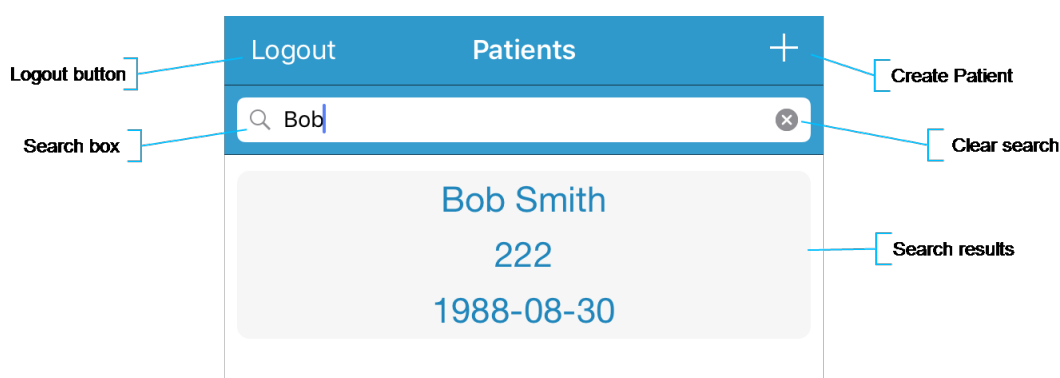 Logout
Patients
Logout button
Create Patient
Bob
Search box
Clear search
Bob Smith
222
Search results
1988-08-30